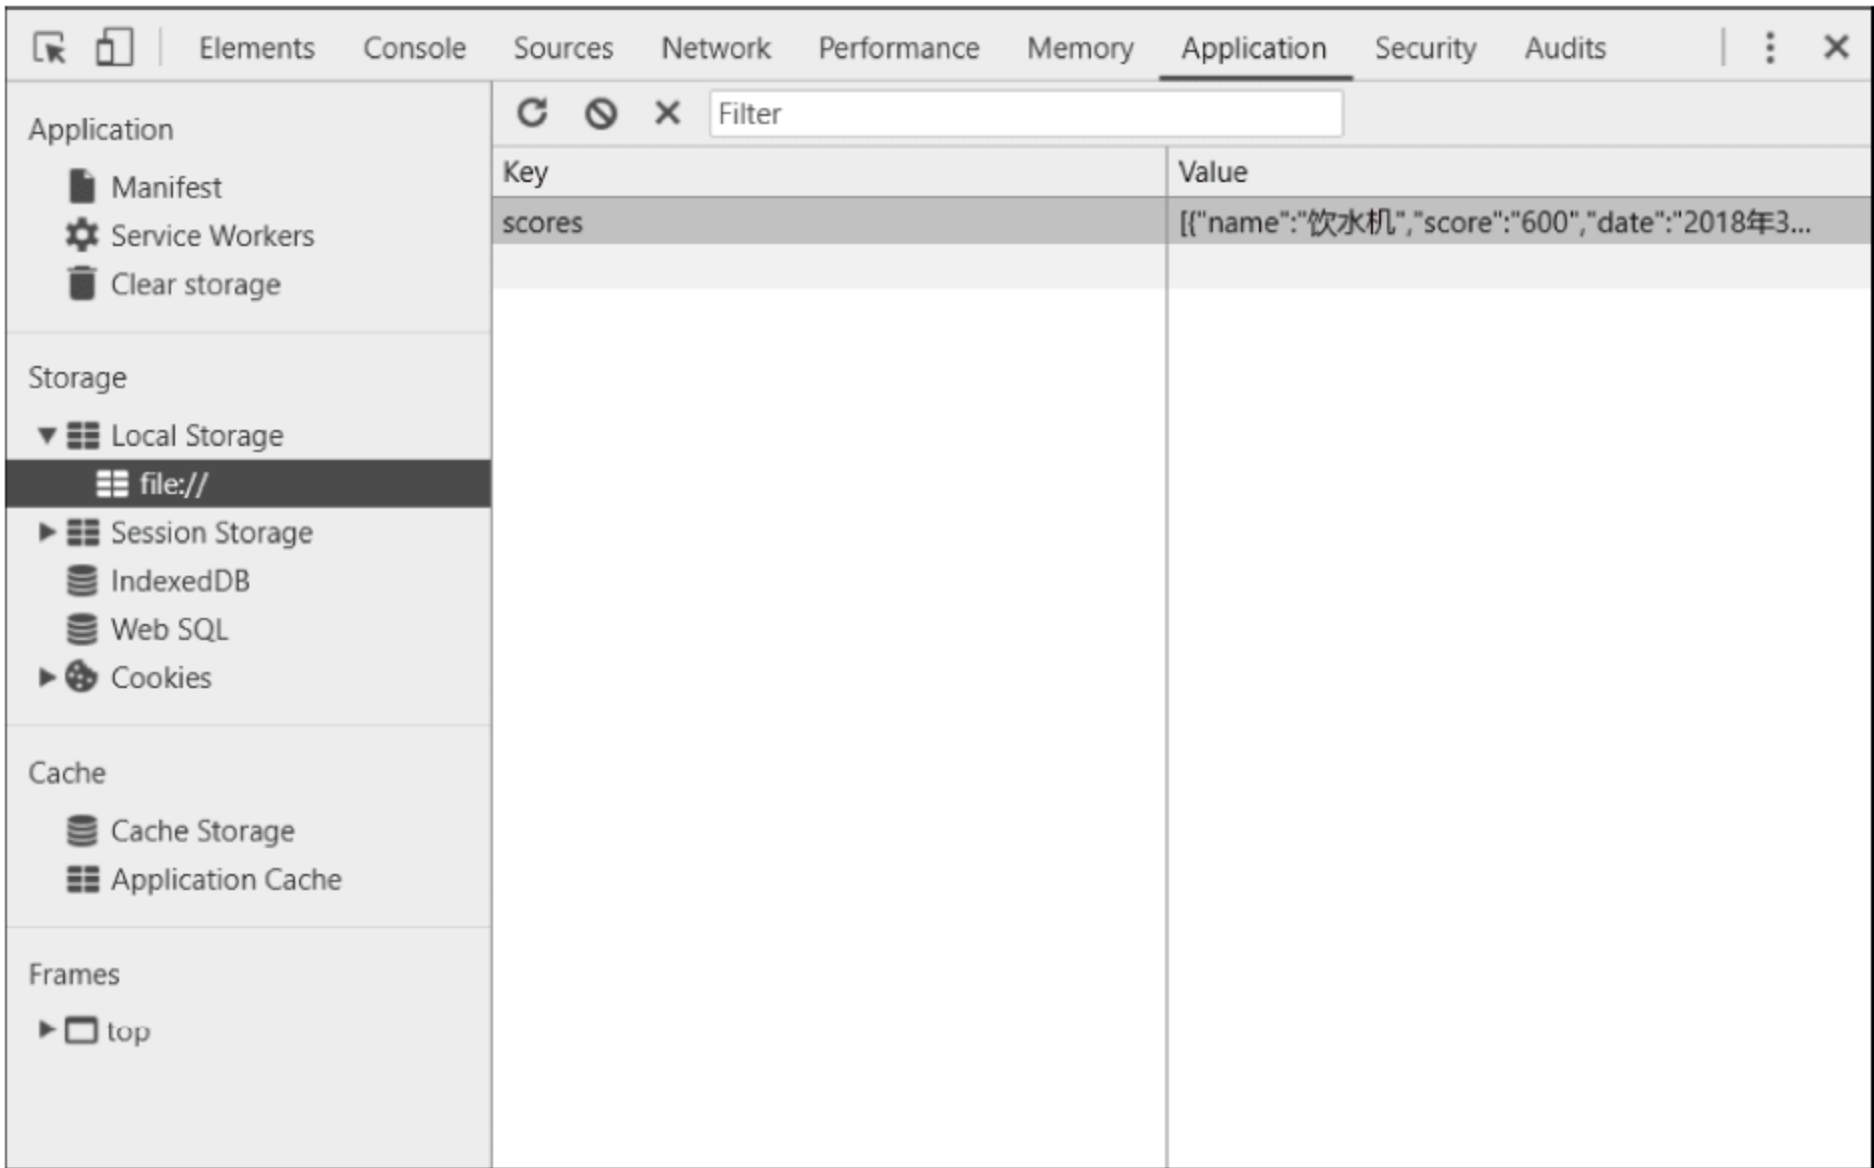 Elements Console Sources Network Performance Memory Application Security Audits
Application
Manifest
Service Workers
Clear storage
Storage
Local Storage
file://
Session Storage
IndexedDB
Web SQL
Cookies
Cache
Cache Storage
Application Cache
Frames
top
Filter
Key Value
scores [{"name":"饮水机","score":"600","date":"2018年3...